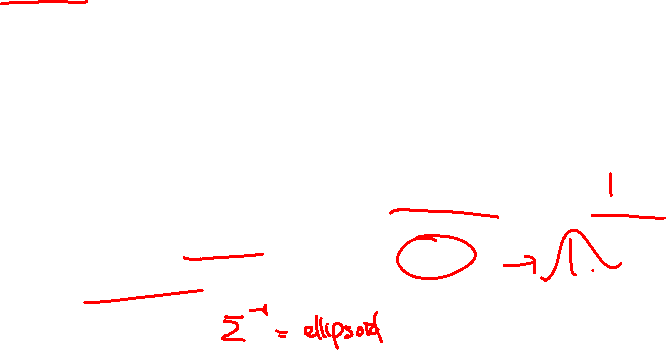 Σ⁻¹ = ellipsoid